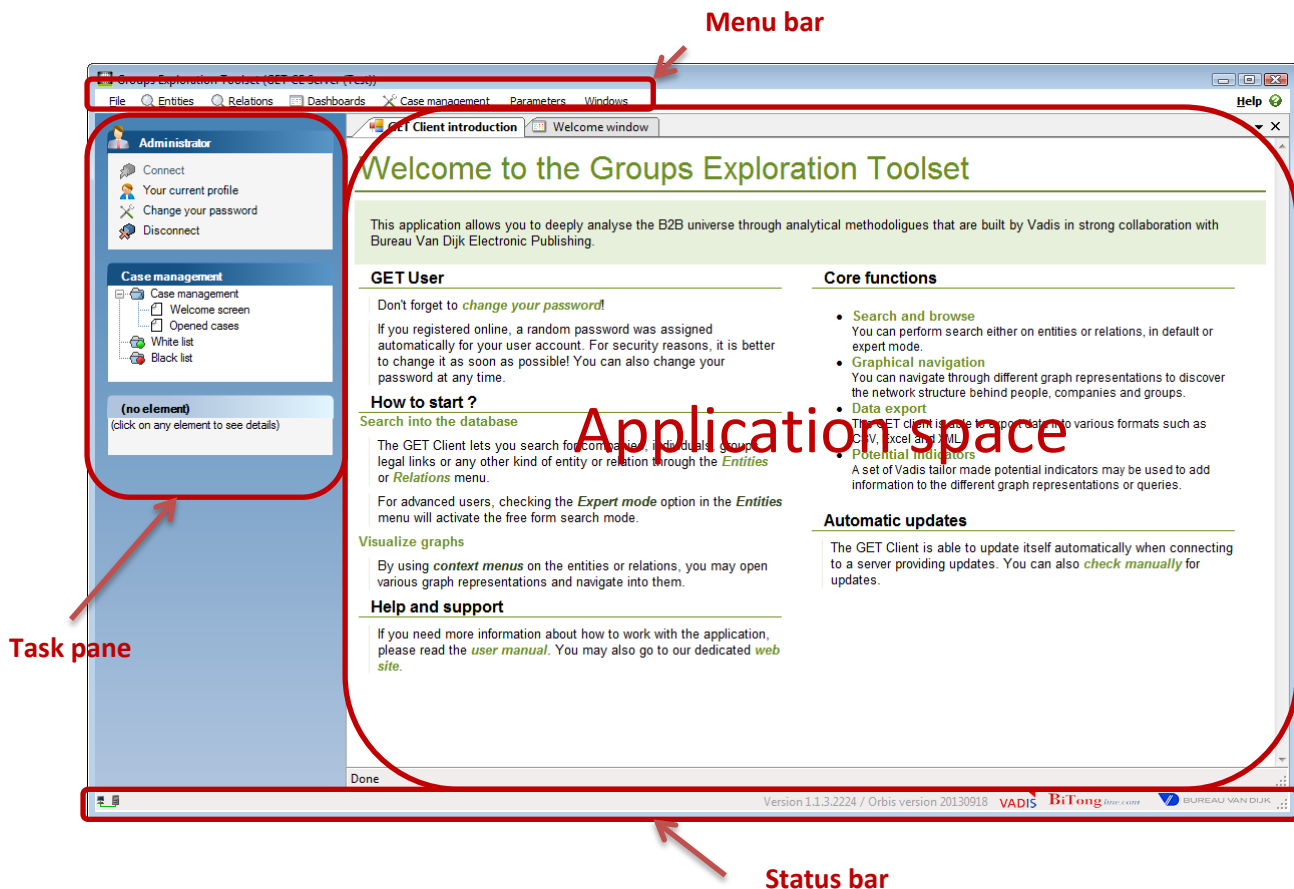 Menu bar
Groups Exploration Toolset (GET-CE Server (Test))
File Entities Relations Dashboards Case management Parameters Windows Help
Administrator
Connect
Your current profile
Change your password
Disconnect
Case management
Case management
Welcome screen
Opened cases
White list
Black list
(no element)
(click on any element to see details)
Task pane
GET Client introduction Welcome window
Welcome to the Groups Exploration Toolset
This application allows you to deeply analyse the B2B universe through analytical methodoligues that are built by Vadis in strong collaboration with
Bureau Van Dijk Electronic Publishing.
GET User
Don't forget to change your password!
If you registered online, a random password was assigned
automatically for your user account. For security reasons, it is better
to change it as soon as possible! You can also change your
password at any time.
How to start ?
Search into the database
The GET Client lets you search for companies, individuals, groups,
legal links or any other kind of entity or relation through the Entities
or Relations menu.
For advanced users, checking the Expert mode option in the Entities
menu will activate the free form search mode.
Visualize graphs
By using context menus on the entities or relations, you may open
various graph representations and navigate into them.
Help and support
If you need more information about how to work with the application,
please read the user manual. You may also go to our dedicated web
site.
Core functions
Search and browse
You can perform search either on entities or relations, in default or
expert mode.
Graphical navigation
You can navigate through different graph representations to discover
the network structure behind people, companies and groups.
Data export
The GET client is able to export data into various formats such as
CSV, Excel and XML.
Potential indicators
A set of Vadis tailor made potential indicators may be used to add
information to the different graph representations or queries.
Automatic updates
The GET Client is able to update itself automatically when connecting
to a server providing updates. You can also check manually for
updates.
Application space
Done
Version 1.1.3.2224 / Orbis version 20130918 VADIS BiTong BUREAU VAN DIJK
Status bar